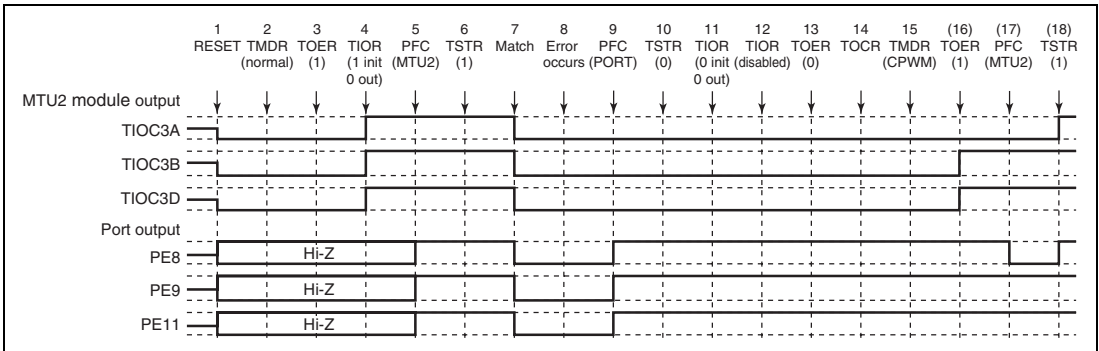 1 2 3 4 5 6 7 8 9 10 11 12 13 14 15 (16) (17) (18)
RESET TMDR TOER TIOR PFC TSTR Match Error PFC TSTR TIOR TIOR TOER TOCR TMDR TOER PFC TSTR
(normal) (1) (1 init (MTU2) (1) occurs (PORT) (0) (0 init (disabled) (0) (CPWM) (1) (MTU2) (1)
0 out) 0 out)
MTU2 module output
TIOC3A
TIOC3B
TIOC3D
Port output
PE8 Hi-Z
PE9 Hi-Z
PE11 Hi-Z